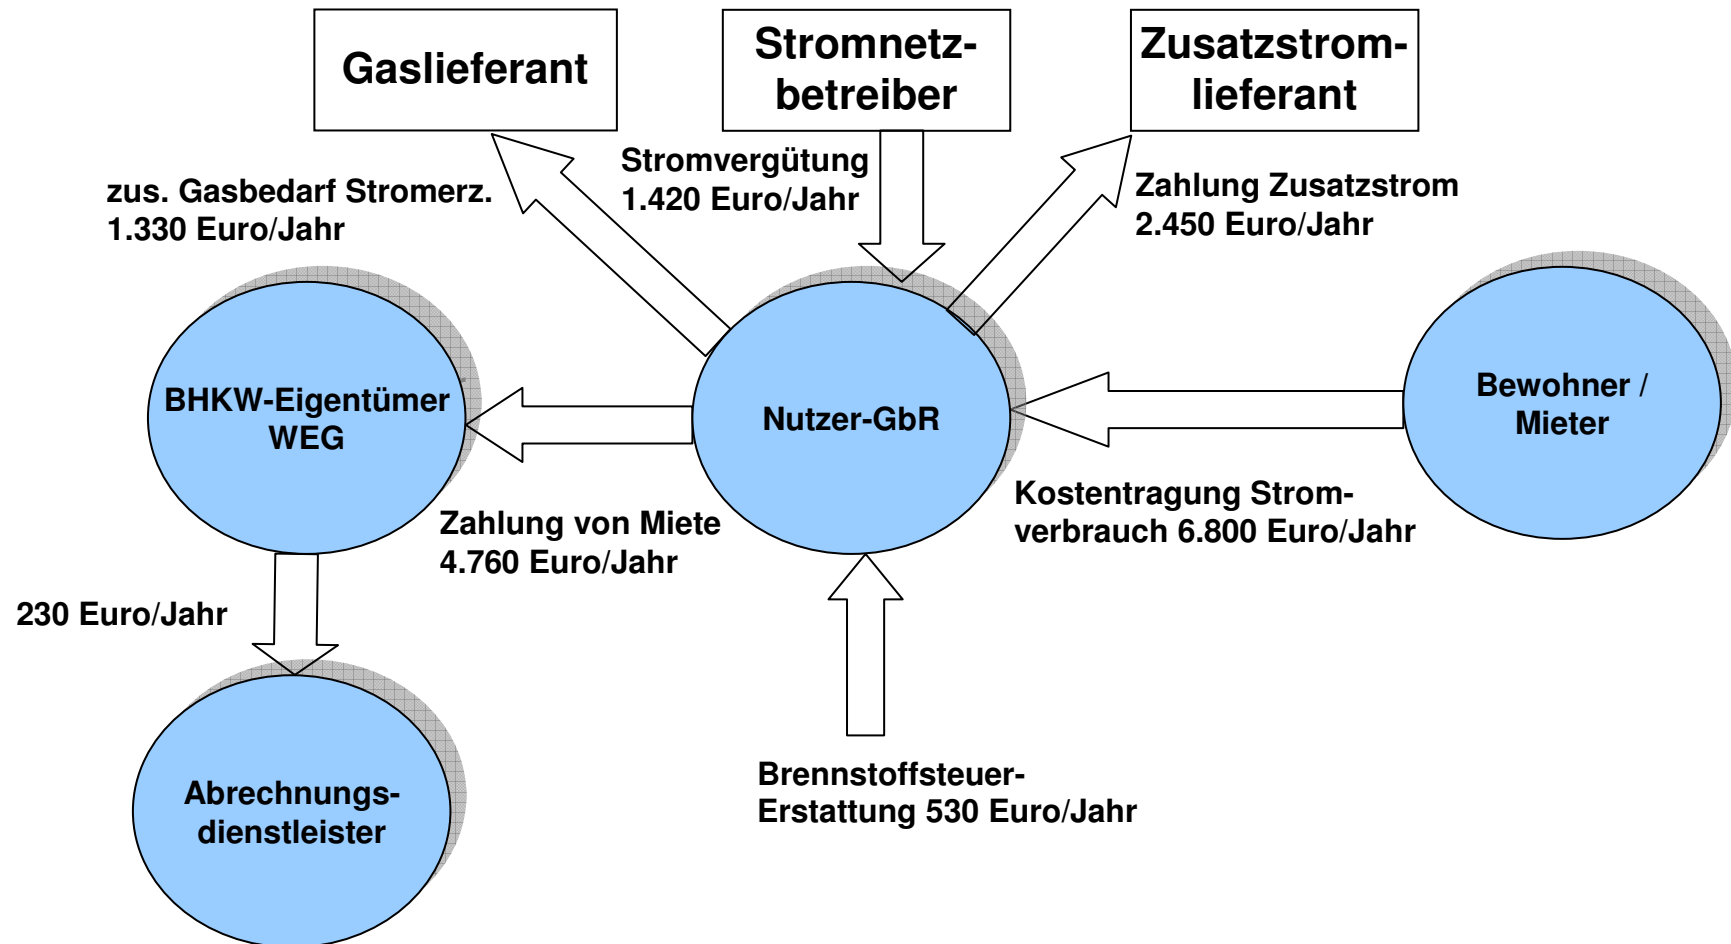 Gaslieferant
Stromnetz-
betreiber
Zusatzstrom-
lieferant
zus. Gasbedarf Stromerz.
1.330 Euro/Jahr
Stromvergütung
1.420 Euro/Jahr
Zahlung Zusatzstrom
2.450 Euro/Jahr
BHKW-Eigentümer
WEG
Nutzer-GbR
Bewohner /
Mieter
Zahlung von Miete
4.760 Euro/Jahr
Kostentragung Strom-
verbrauch 6.800 Euro/Jahr
230 Euro/Jahr
Abrechnungs-
dienstleister
Brennstoffsteuer-
Erstattung 530 Euro/Jahr